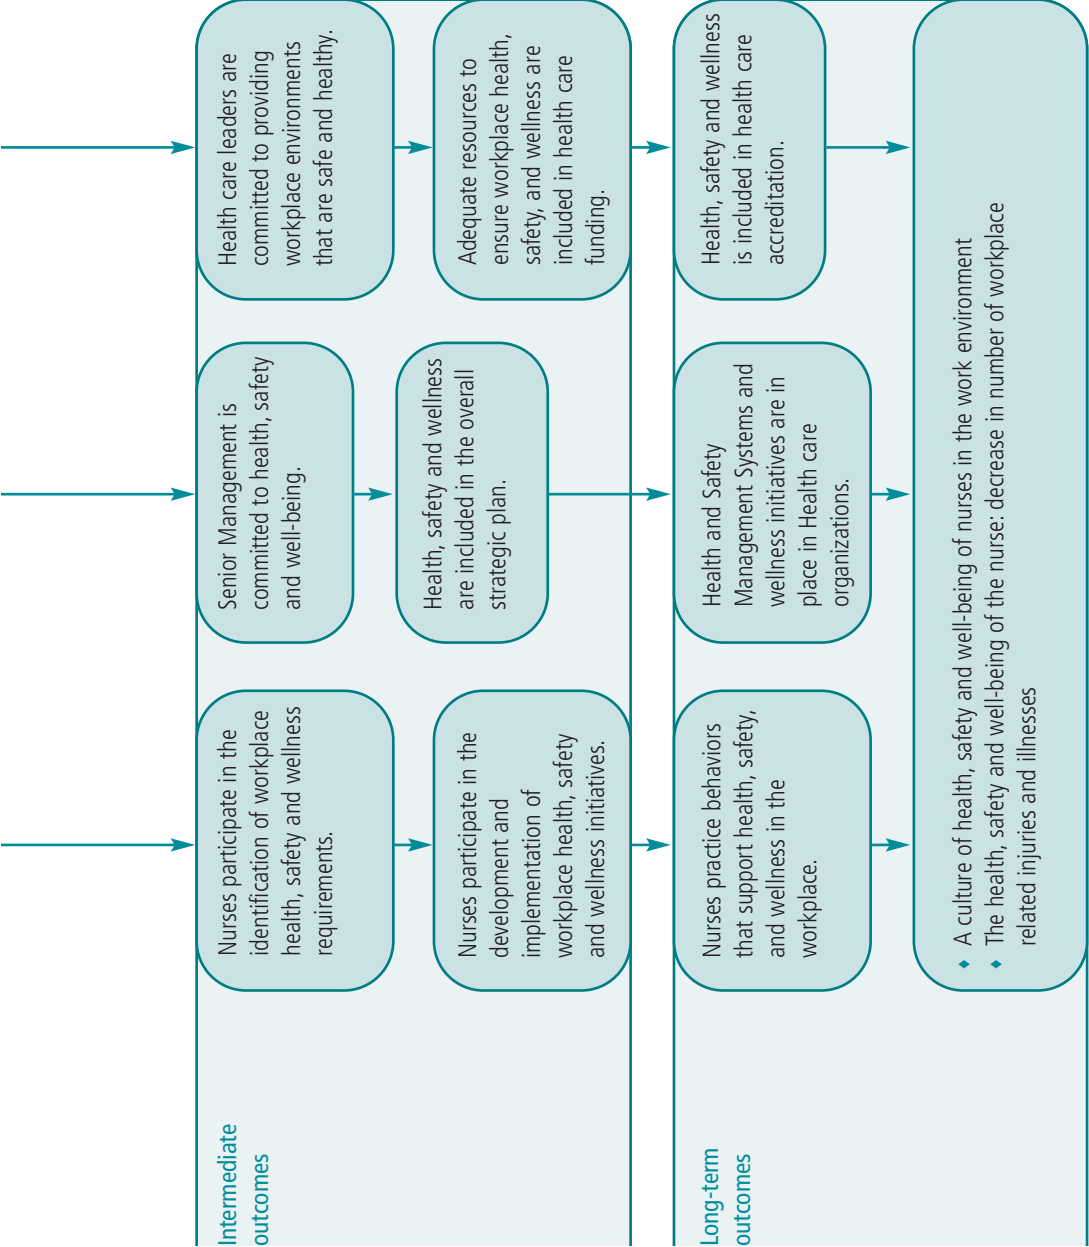 Intermediate
outcomes
Nurses participate in the
identification of workplace
health, safety and wellness
requirements.
Nurses participate in the
development and
implementation of
workplace health, safety
and wellness initiatives.
Senior Management is
committed to health, safety
and well-being.
Health, safety and wellness
are included in the overall
strategic plan.
Health care leaders are
committed to providing
workplace environments
that are safe and healthy.
Adequate resources to
ensure workplace health,
safety, and wellness are
included in health care
funding.
Long-term
outcomes
Nurses practice behaviors
that support health, safety,
and wellness in the
workplace.
Health and Safety
Management Systems and
wellness initiatives are in
place in Health care
organizations.
Health, safety and wellness
is included in health care
accreditation.
♦ A culture of health, safety and well-being of nurses in the work environment
♦ The health, safety and well-being of the nurse: decrease in number of workplace
related injuries and illnesses